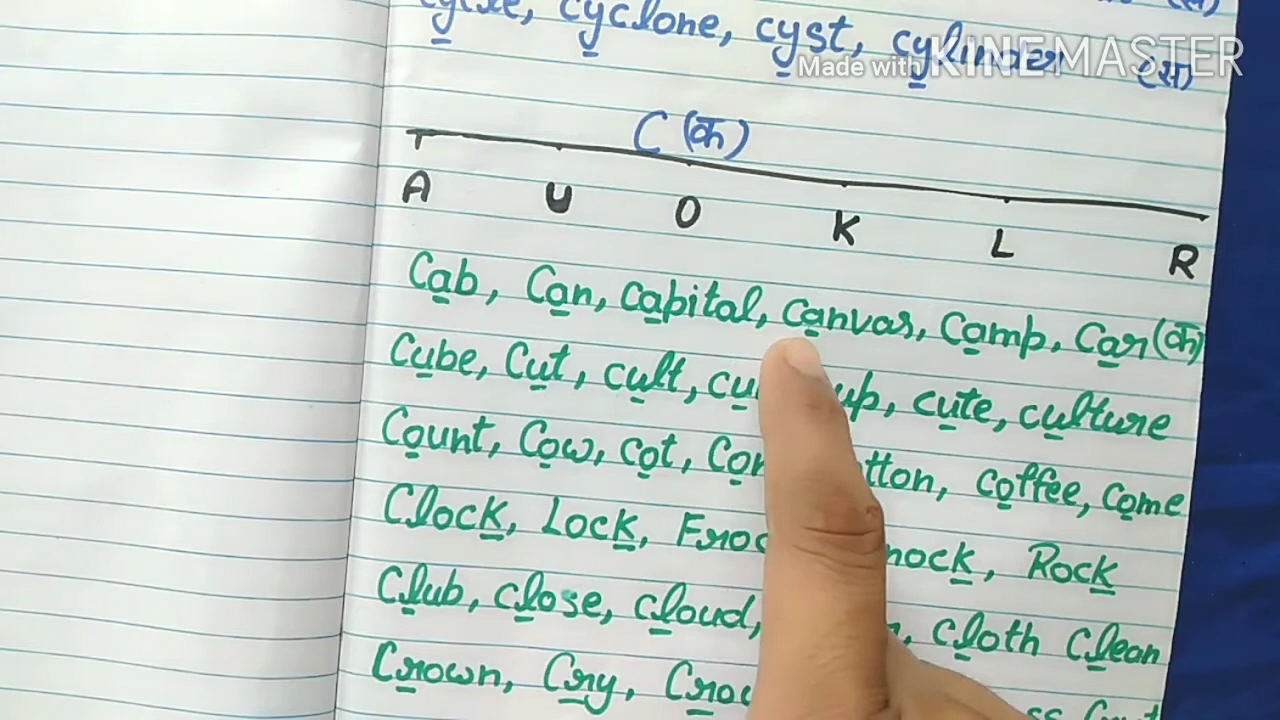 cycle, cyclone, cyst, cylinder (स)
Made with KINEMASTER
C (क)
A U O K L R
Cab, Can, Capital, Canvas, Camp, Car (क)
Cube, Cut, cult, cute, culture
Count, Cow, cot, coffee, Come
Clock, Lock, Rock
Club, close, cloud, cloth Clean
Crown, Cry,